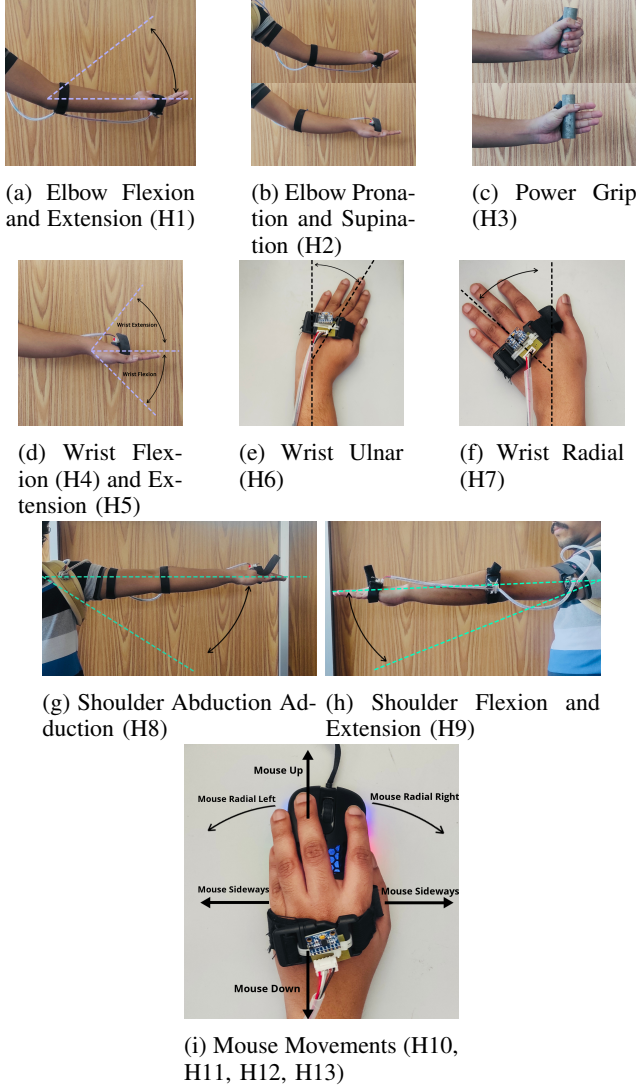 (a) Elbow Flexion
and Extension (H1)
(b) Elbow Prona-
tion and Supina-
tion (H2)
(c) Power Grip
(H3)
Wrist Extension
Wrist Flexion
(d) Wrist Flex-
ion (H4) and Ex-
tension (H5)
(e) Wrist Ulnar
(H6)
(f) Wrist Radial
(H7)
(g) Shoulder Abduction Ad-
duction (H8)
(h) Shoulder Flexion and
Extension (H9)
Mouse Up
Mouse Radial Left
Mouse Radial Right
Mouse Sideways
Mouse Sideways
Mouse Down
(i) Mouse Movements (H10,
H11, H12, H13)